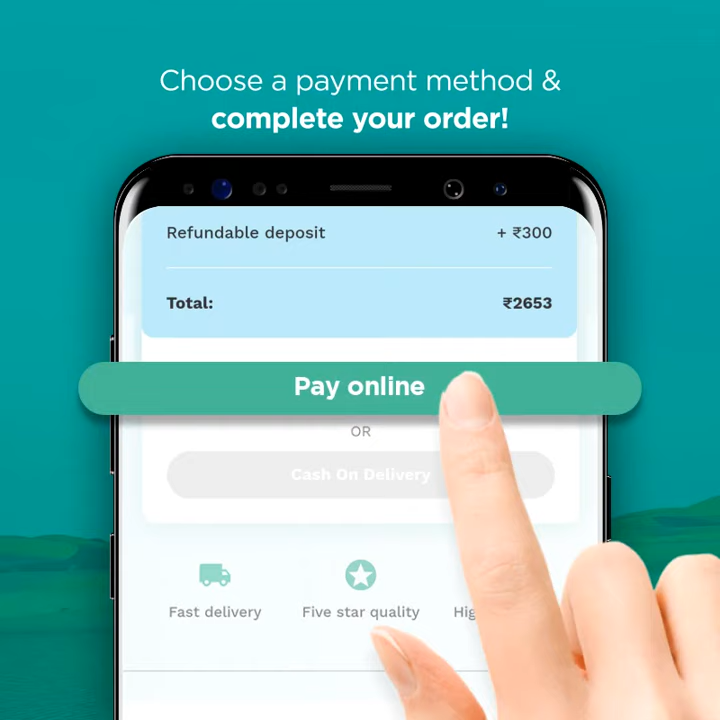 Choose a payment method &
complete your order!
Refundable deposit + ₹300
Total: ₹2653
Pay online
OR
Cash On Delivery
Fast delivery Five star quality